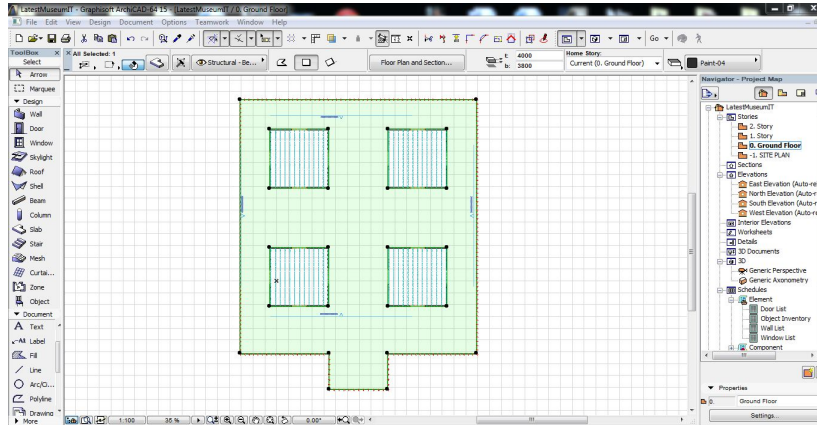 LatestMuseumIT - Graphisoft ArchiCAD-64 15 - [LatestMuseumIT / 0. Ground Floor]
File Edit View Design Document Options Teamwork Window Help
Go
ToolBox
Select
Arrow
Marquee
Design
Wall
Door
Window
Skylight
Roof
Shell
Beam
Column
Slab
Stair
Mesh
Curtai...
Zone
Object
Document
Text
A1 Label
Fill
Line
Arc/Ci...
Polyline
Drawing
More
All Selected: 1
Structural - Be...
Floor Plan and Section...
t: 4000
b: 3800
Home Story:
Current (0. Ground Floor)
Paint-04
1:100
35 %
0.00°
Navigator - Project Map
LatestMuseumIT
Stories
2. Story
1. Story
0. Ground Floor
-1. SITE PLAN
Sections
Elevations
East Elevation (Auto-re
North Elevation (Auto-r
South Elevation (Auto-r
West Elevation (Auto-re
Interior Elevations
Worksheets
Details
3D Documents
3D
Generic Perspective
Generic Axonometry
Schedules
Element
Door List
Object Inventory
Wall List
Window List
Component
Properties
0. Ground Floor
Settings...